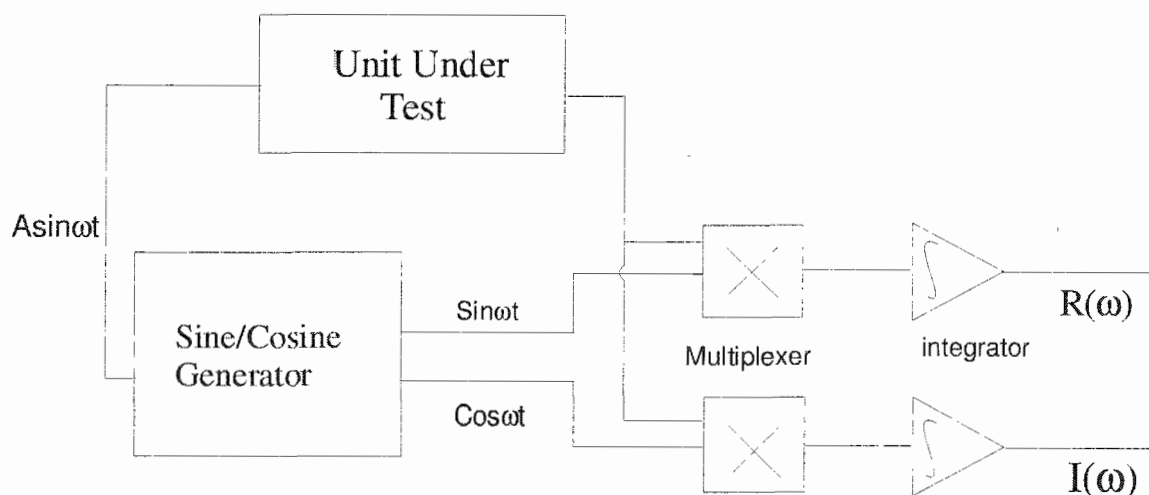 Unit Under
Test
Asinωt
Sine/Cosine
Generator
Sinωt
Cosωt
Multiplexer
integrator
R(ω)
I(ω)